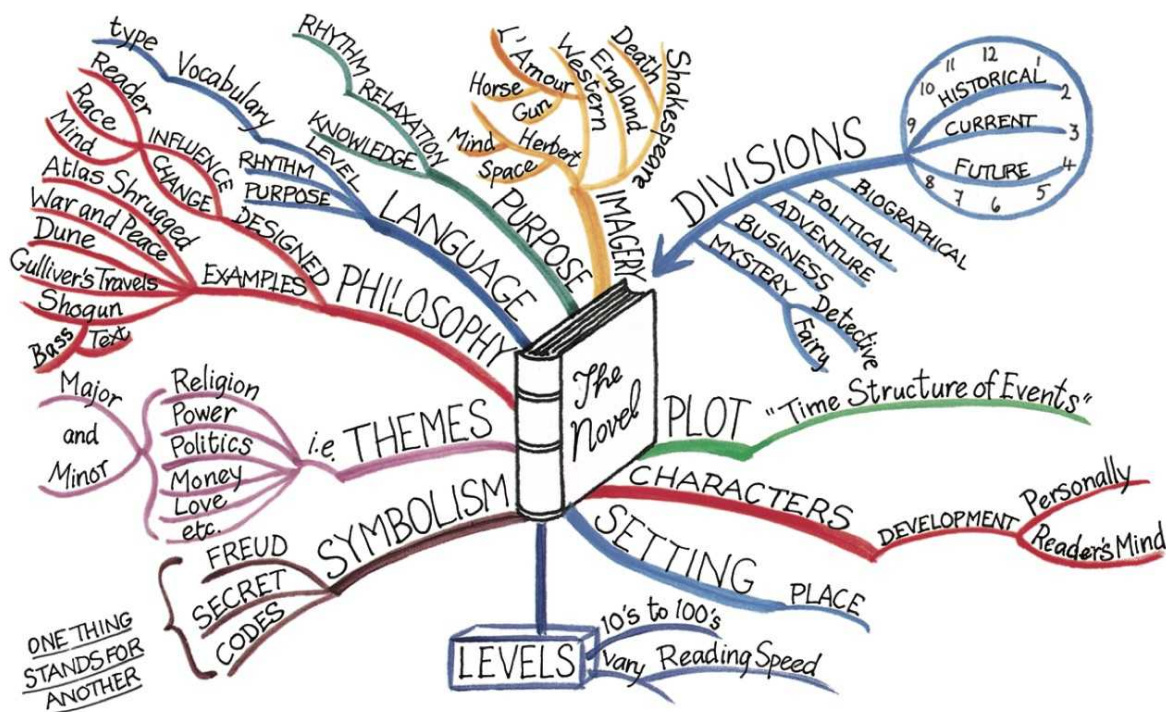 The
Novel
PLOT
"Time Structure of Events"
CHARACTERS
DEVELOPMENT
Personally
Reader's Mind
SETTING
PLACE
LEVELS
10's to 100's
vary
Reading Speed
SYMBOLISM
FREUD
SECRET
CODES
ONE THING
STANDS FOR
ANOTHER
THEMES
i.e.
Religion
Power
Politics
Money
Love
etc.
Major
and
Minor
PHILOSOPHY
DESIGNED
INFLUENCE
CHANGE
Reader
Race
Mind
EXAMPLES
Atlas Shrugged
War and Peace
Dune
Gulliver's Travels
Shogun
Bass
Text
LANGUAGE
LEVEL
Vocabulary
type
RHYTHM
PURPOSE
PURPOSE
RELAXATION
RHYTHM
KNOWLEDGE
IMAGERY
Herbert
Mind
Space
L'Amour
Horse
Gun
Western
England
Death
Shakespeare
DIVISIONS
HISTORICAL
CURRENT
FUTURE
12
1
2
3
4
5
6
7
8
9
10
11
BIOGRAPHICAL
POLITICAL
ADVENTURE
BUSINESS
MYSTERY
Detective
Fairy